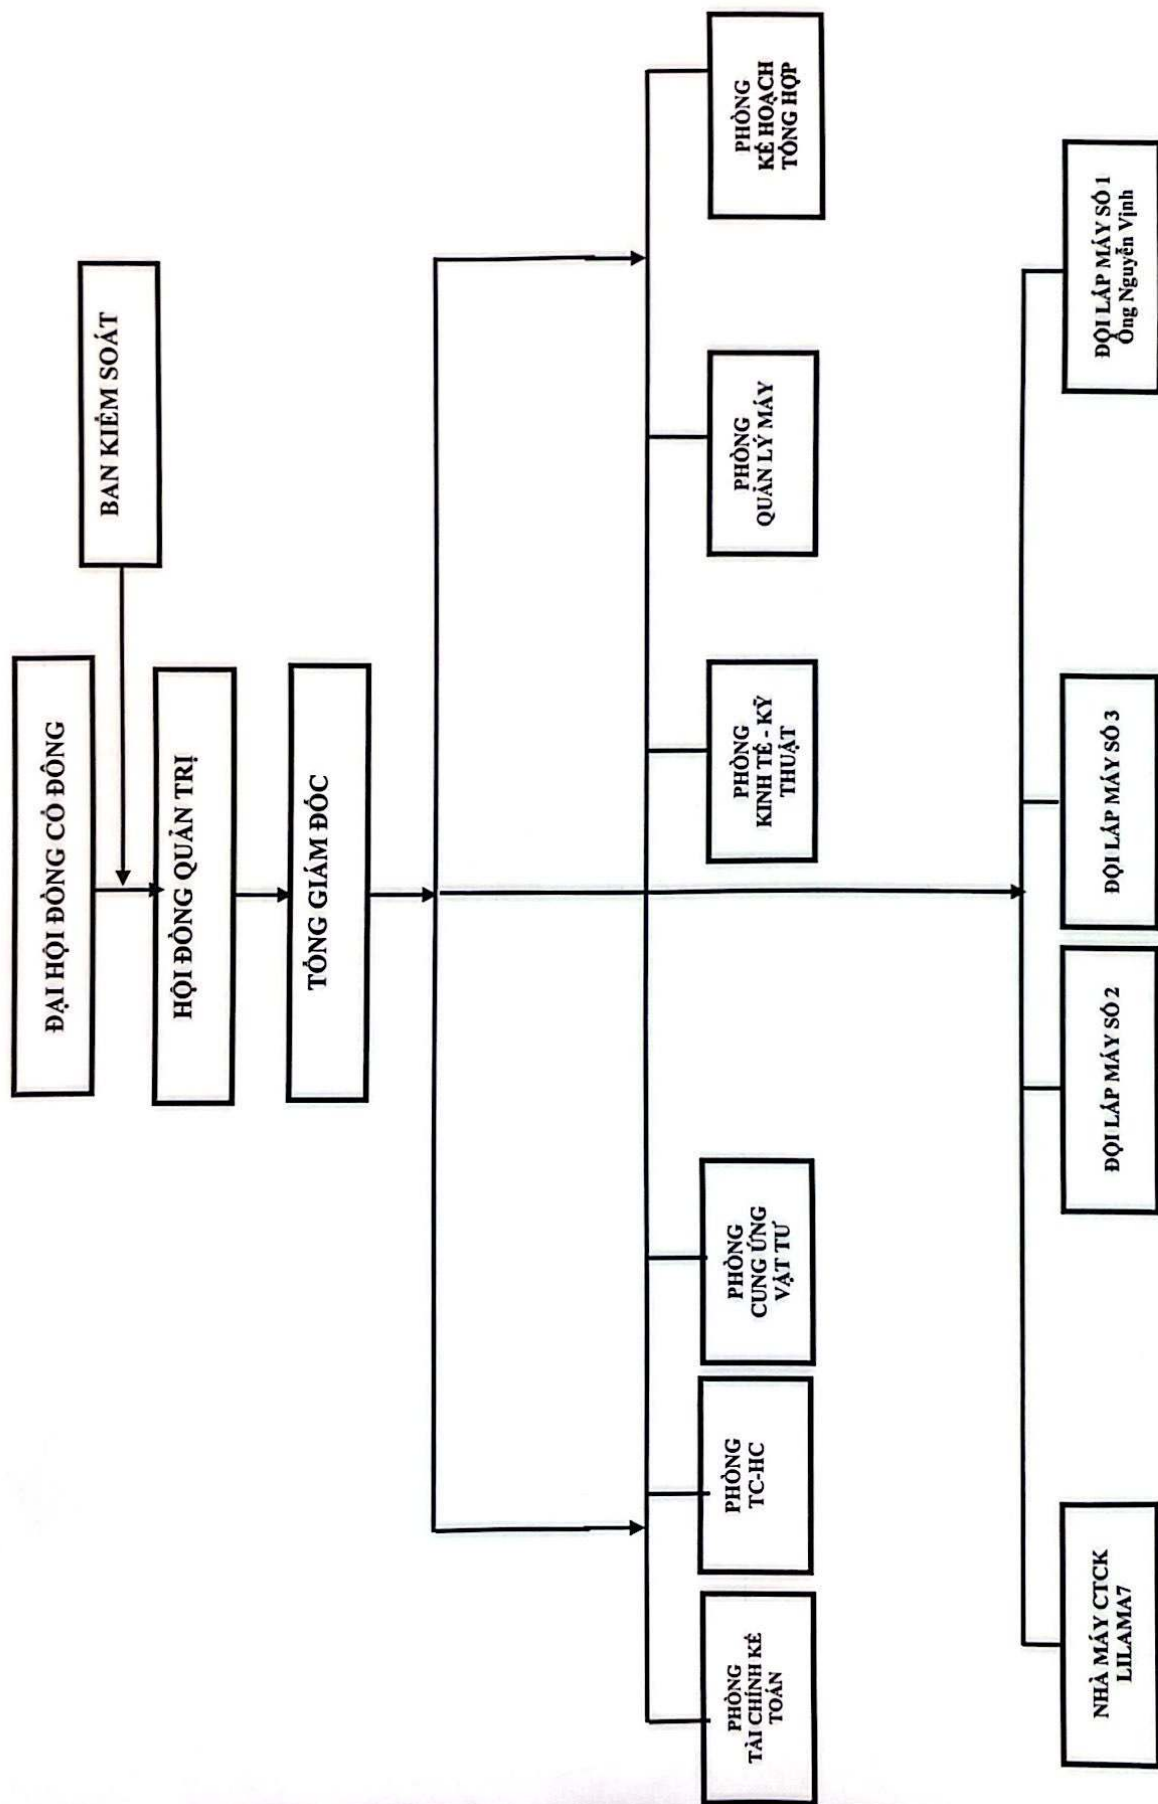 ĐẠI HỘI ĐỒNG CỔ ĐÔNG
BAN KIỂM SOÁT
HỘI ĐỒNG QUẢN TRỊ
TỔNG GIÁM ĐỐC
PHÒNG
TÀI CHÍNH KẾ
TOÁN
PHÒNG
TC-HC
PHÒNG
CUNG ỨNG
VẬT TƯ
PHÒNG
KINH TẾ - KỸ
THUẬT
PHÒNG
QUẢN LÝ MÁY
PHÒNG
KẾ HOẠCH
TỔNG HỢP
NHÀ MÁY CTCK
LILAMA7
ĐỘI LẮP MÁY SỐ 2
ĐỘI LẮP MÁY SỐ 3
ĐỘI LẮP MÁY SỐ 1
Ông Nguyễn Vịnh